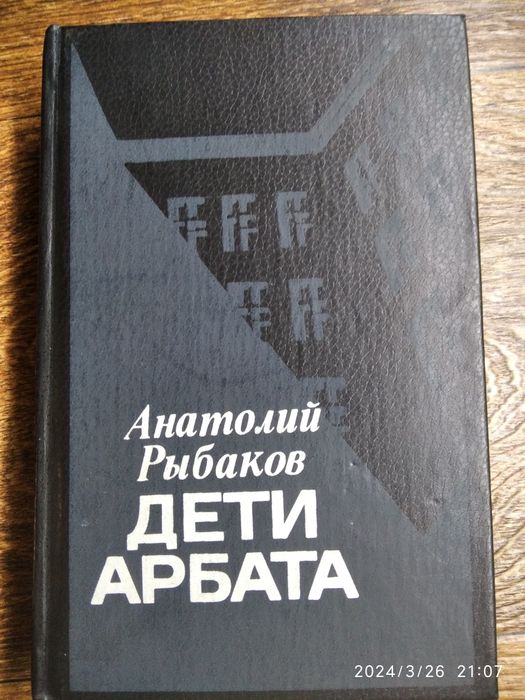 Анатолий
Рыбаков
ДЕТИ
АРБАТА
2024/3/26 21:07